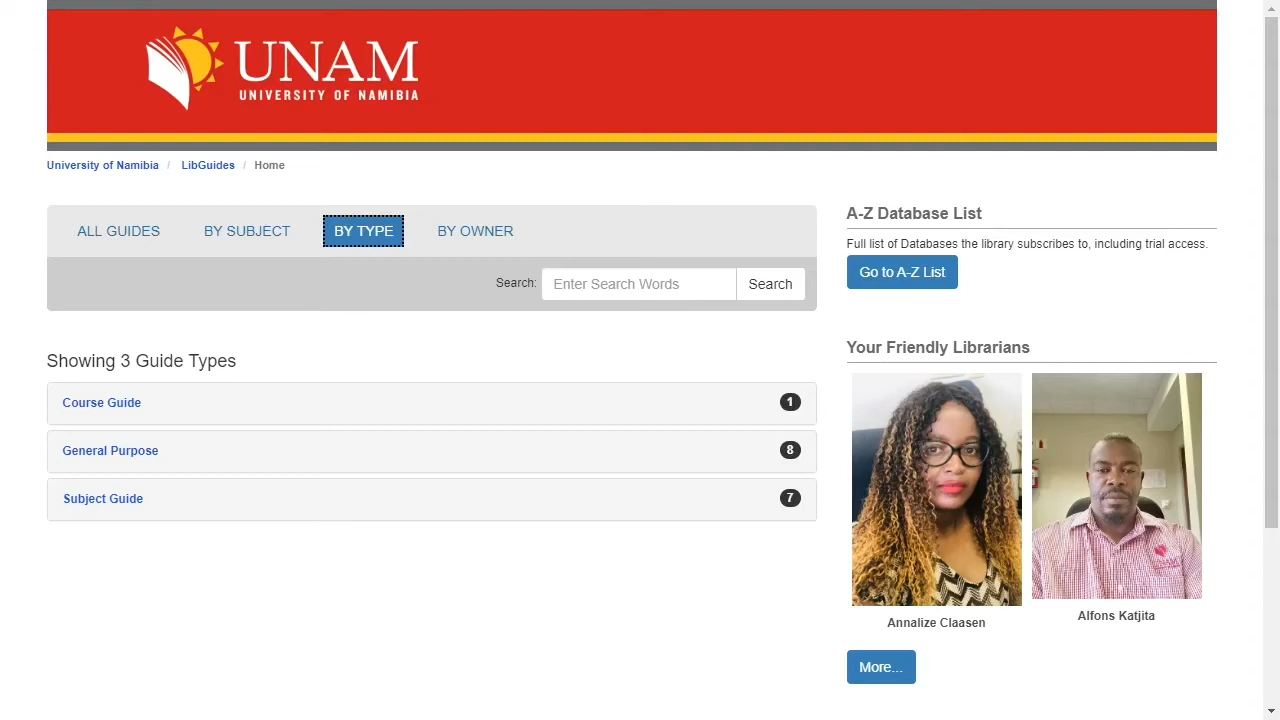 UNAM
UNIVERSITY OF NAMIBIA
University of Namibia / LibGuides / Home
ALL GUIDES BY SUBJECT BY TYPE BY OWNER
Search: Enter Search Words Search
Showing 3 Guide Types
Course Guide 1
General Purpose 8
Subject Guide 7
A-Z Database List
Full list of Databases the library subscribes to, including trial access.
Go to A-Z List
Your Friendly Librarians
Annalize Claasen
Alfons Katjita
More...